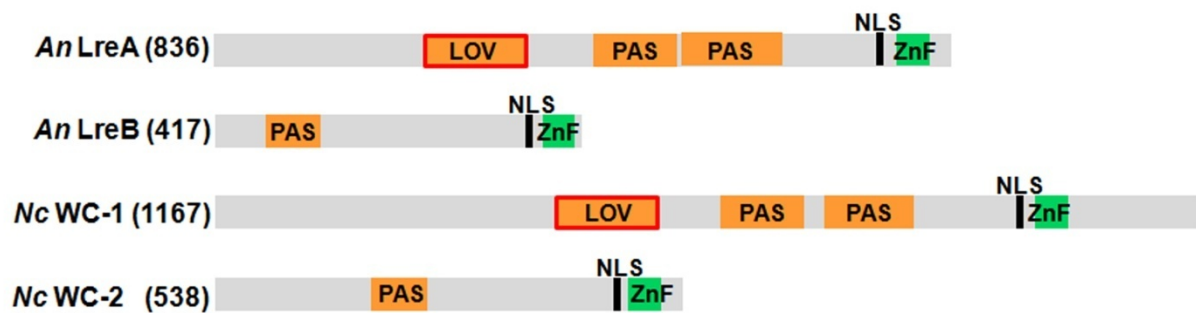 NLS
An LreA (836) LOV PAS PAS ZnF
NLS
An LreB (417) PAS ZnF
NLS
Nc WC-1 (1167) LOV PAS PAS ZnF
NLS
Nc WC-2 (538) PAS ZnF